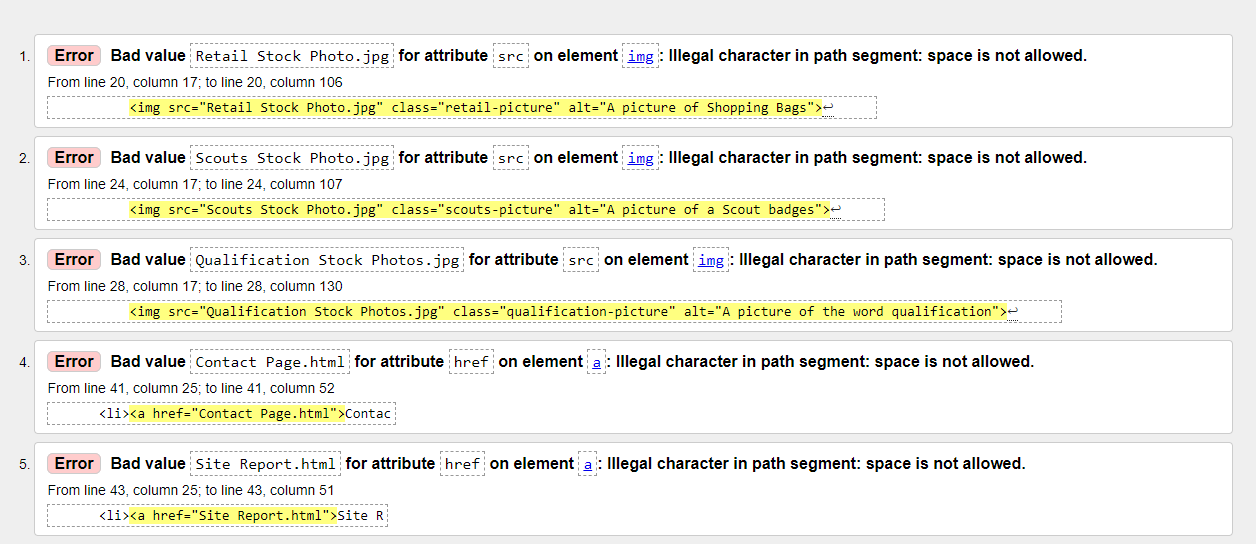 1. Error Bad value Retail Stock Photo.jpg for attribute src on element img: Illegal character in path segment: space is not allowed.
From line 20, column 17; to line 20, column 106
<img src="Retail Stock Photo.jpg" class="retail-picture" alt="A picture of Shopping Bags">↩
2. Error Bad value Scouts Stock Photo.jpg for attribute src on element img: Illegal character in path segment: space is not allowed.
From line 24, column 17; to line 24, column 107
<img src="Scouts Stock Photo.jpg" class="scouts-picture" alt="A picture of a Scout badges">↩
3. Error Bad value Qualification Stock Photos.jpg for attribute src on element img: Illegal character in path segment: space is not allowed.
From line 28, column 17; to line 28, column 130
<img src="Qualification Stock Photos.jpg" class="qualification-picture" alt="A picture of the word qualification">↩
4. Error Bad value Contact Page.html for attribute href on element a: Illegal character in path segment: space is not allowed.
From line 41, column 25; to line 41, column 52
<li><a href="Contact Page.html">Contac
5. Error Bad value Site Report.html for attribute href on element a: Illegal character in path segment: space is not allowed.
From line 43, column 25; to line 43, column 51
<li><a href="Site Report.html">Site R